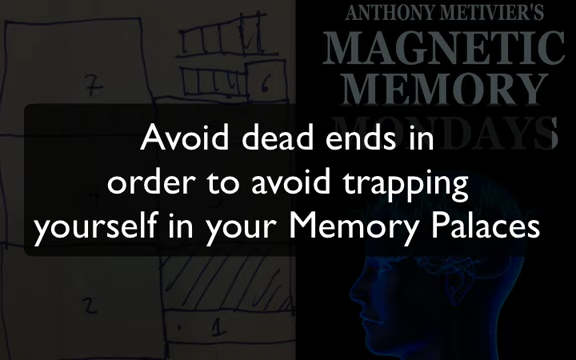 ANTHONY METIVIER'S
MAGNETIC
MEMORY
MONDAYS
Avoid dead ends in
order to avoid trapping
yourself in your Memory Palaces
7
6
2
1